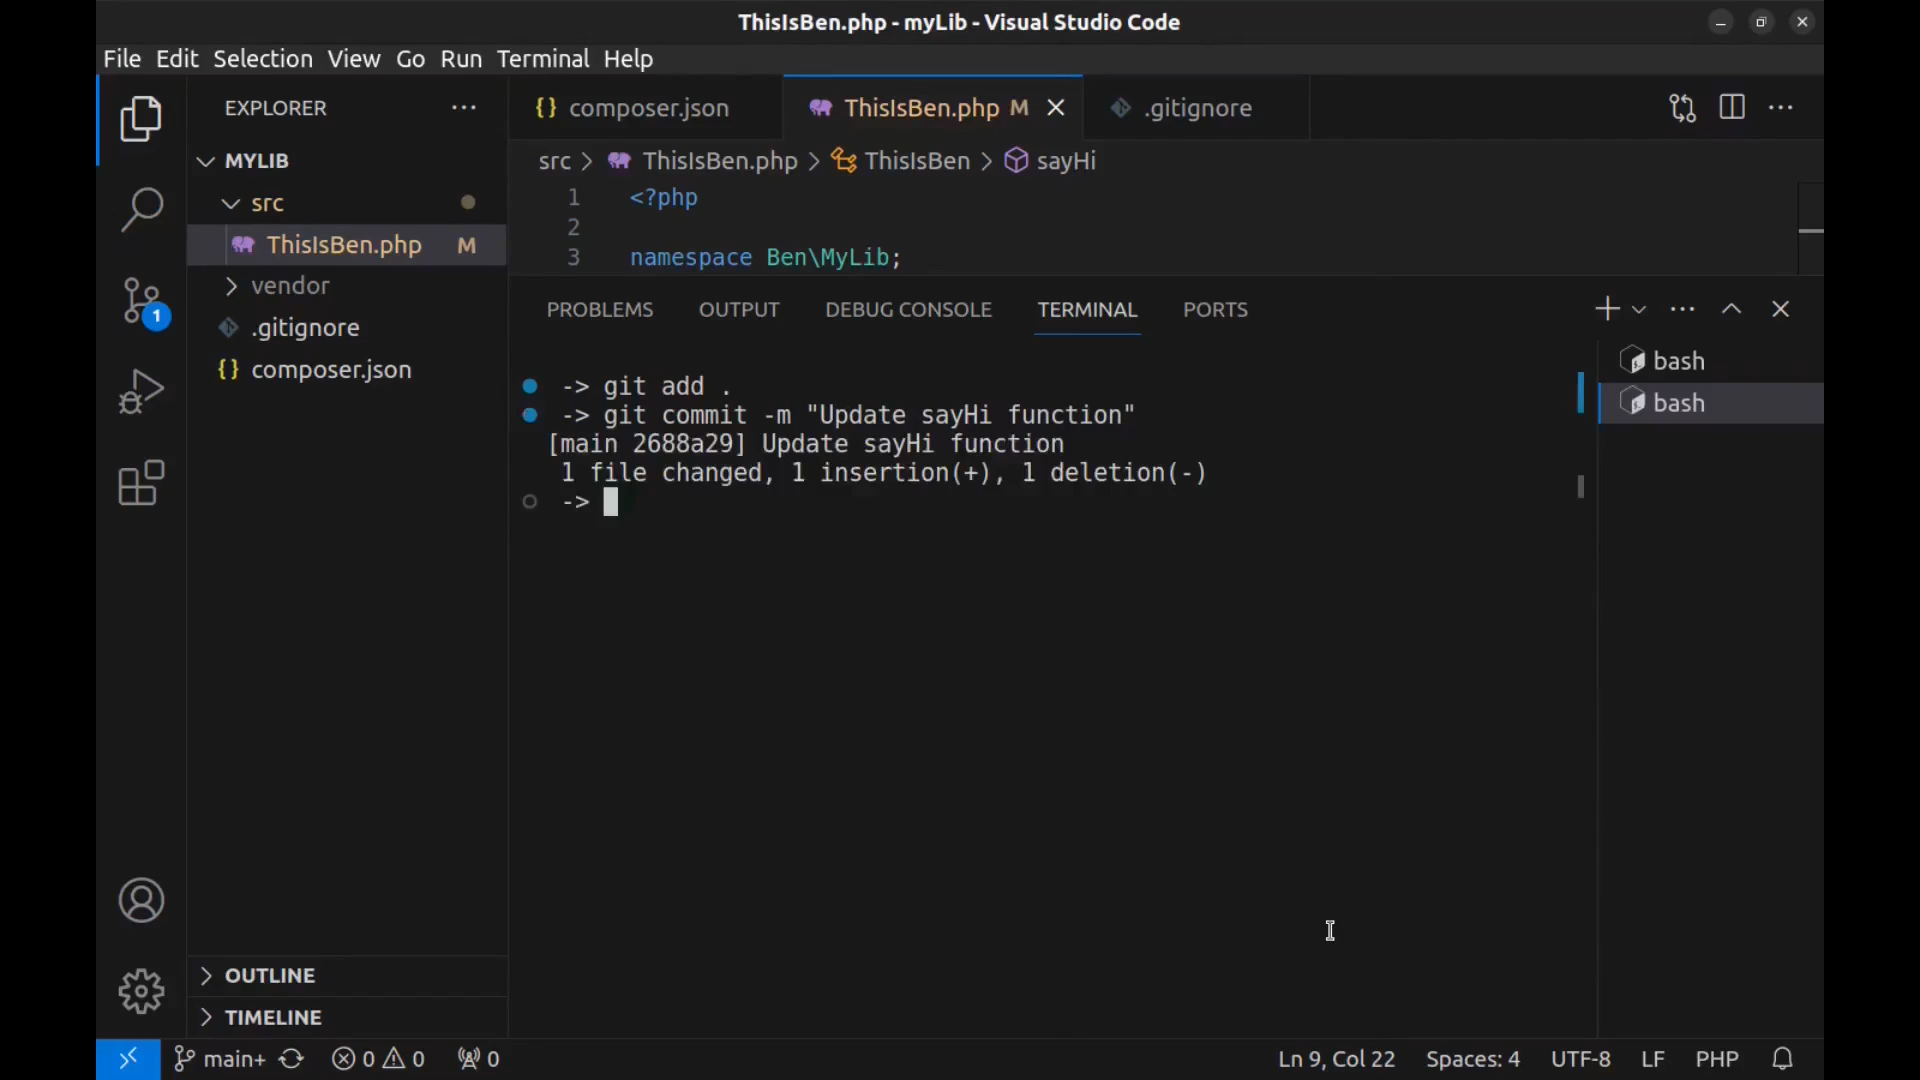 ThisIsBen.php - myLib - Visual Studio Code
File Edit Selection View Go Run Terminal Help
EXPLORER
MYLIB
src
ThisIsBen.php M
vendor
.gitignore
composer.json
OUTLINE
TIMELINE
composer.json
ThisIsBen.php M
.gitignore
src > ThisIsBen.php > ThisIsBen > sayHi
1 <?php
2
3 namespace Ben\MyLib;
PROBLEMS OUTPUT DEBUG CONSOLE TERMINAL PORTS
-> git add .
-> git commit -m "Update sayHi function"
[main 2688a29] Update sayHi function
1 file changed, 1 insertion(+), 1 deletion(-)
->
bash
bash
1
main+ 0 0 0 Ln 9, Col 22 Spaces: 4 UTF-8 LF PHP